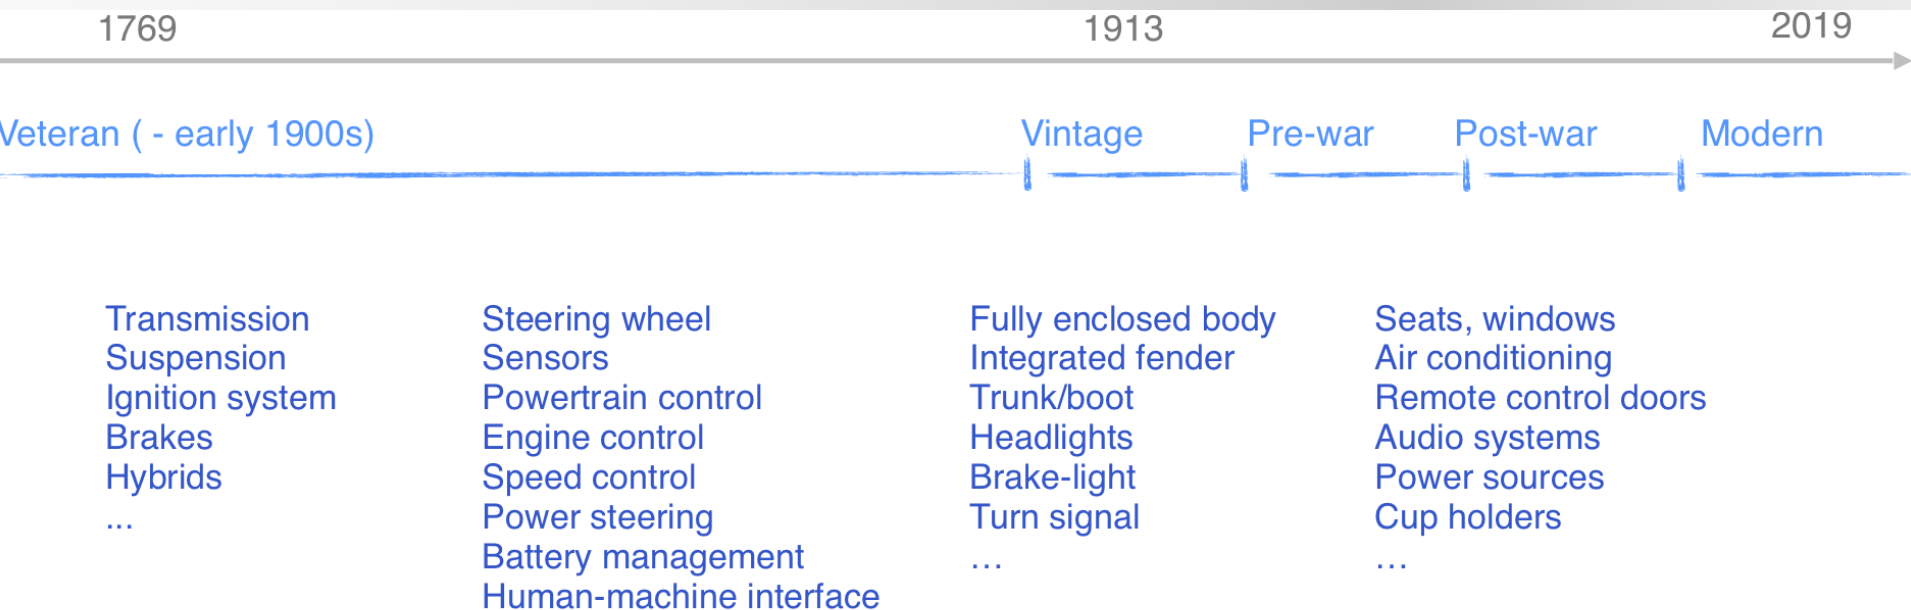 1769
1913
2019
Veteran ( - early 1900s)
Vintage
Pre-war
Post-war
Modern
Transmission
Suspension
Ignition system
Brakes
Hybrids
...
Steering wheel
Sensors
Powertrain control
Engine control
Speed control
Power steering
Battery management
Human-machine interface
Fully enclosed body
Integrated fender
Trunk/boot
Headlights
Brake-light
Turn signal
…
Seats, windows
Air conditioning
Remote control doors
Audio systems
Power sources
Cup holders
…